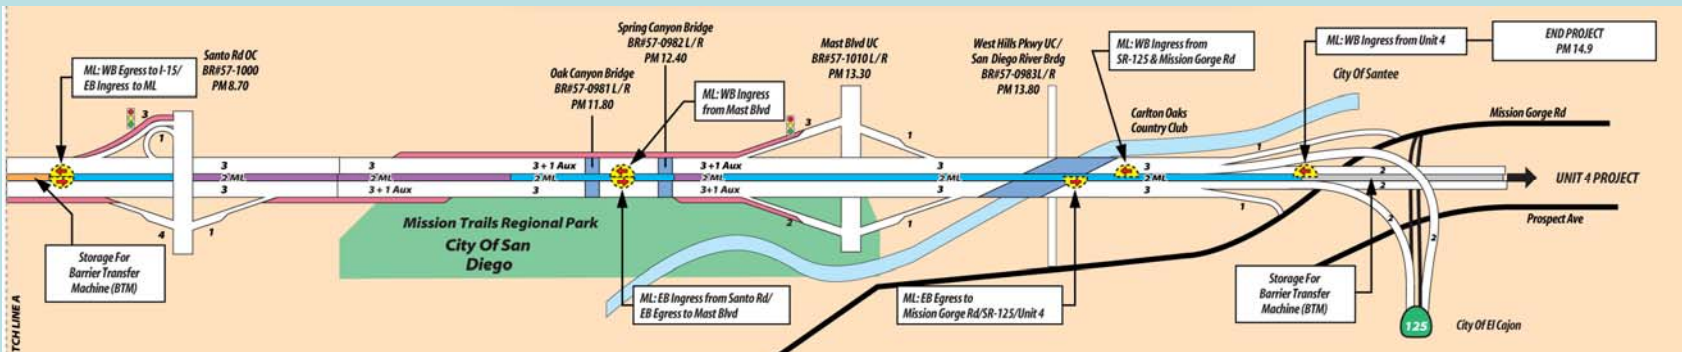 ML: WB Egress to I-15/
EB Ingress to ML
Santo Rd OC
BR#57-1000
PM 8.70
Oak Canyon Bridge
BR#57-0981 L/R
PM 11.80
Spring Canyon Bridge
BR#57-0982 L/R
PM 12.40
ML: WB Ingress
from Mast Blvd
Mast Blvd UC
BR#57-1010 L/R
PM 13.30
West Hills Pkwy UC/
San Diego River Brdg
BR#57-0983L/R
PM 13.80
ML: WB Ingress from
SR-125 & Mission Gorge Rd
Carlton Oaks
Country Club
ML: WB Ingress from Unit 4
END PROJECT
PM 14.9
City Of Santee
Mission Gorge Rd
3
1
3
1
3
1
1
3
3
3 + 1 Aux
3+1 Aux
3
3
2 ML
2 ML
2 ML
2 ML
2 ML
2 ML
2
2
UNIT 4 PROJECT
3
3 + 1 Aux
3
3+1 Aux
3
3
Prospect Ave
4
1
2
1
1
2
2
Mission Trails Regional Park
City Of San
Diego
Storage For
Barrier Transfer
Machine (BTM)
ML: EB Ingress from Santo Rd/
EB Egress to Mast Blvd
ML: EB Egress to
Mission Gorge Rd/SR-125/Unit 4
Storage For
Barrier Transfer
Machine (BTM)
125
City Of El Cajon
TCH LINE A